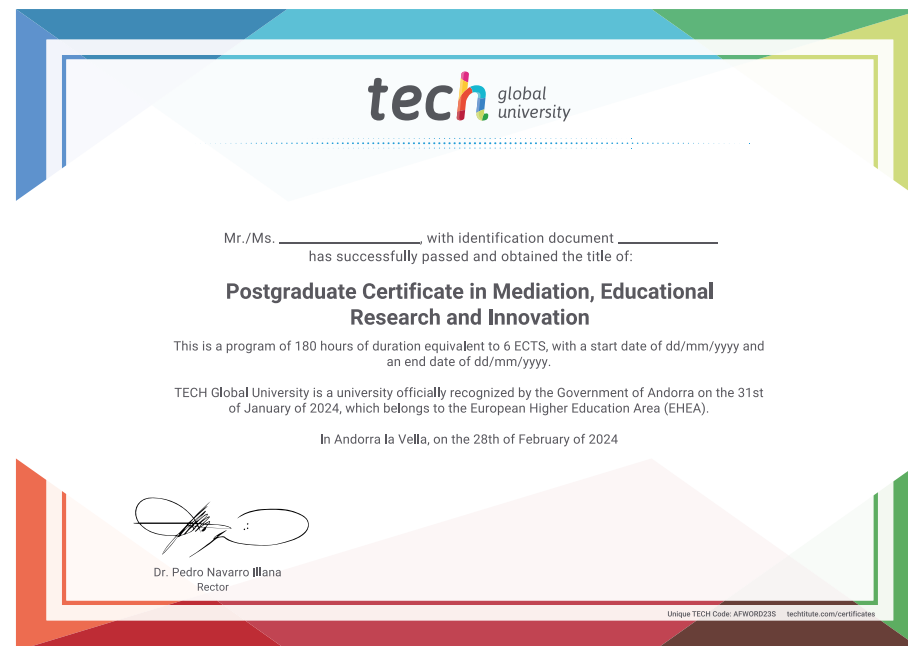 tech global university
Mr./Ms. ____________, with identification document ____________
has successfully passed and obtained the title of:
Postgraduate Certificate in Mediation, Educational
Research and Innovation
This is a program of 180 hours of duration equivalent to 6 ECTS, with a start date of dd/mm/yyyy and
an end date of dd/mm/yyyy.
TECH Global University is a university officially recognized by the Government of Andorra on the 31st
of January of 2024, which belongs to the European Higher Education Area (EHEA).
In Andorra la Vella, on the 28th of February of 2024
Dr. Pedro Navarro Illana
Rector
Unique TECH Code: AFWORD23S techtitute.com/certificates